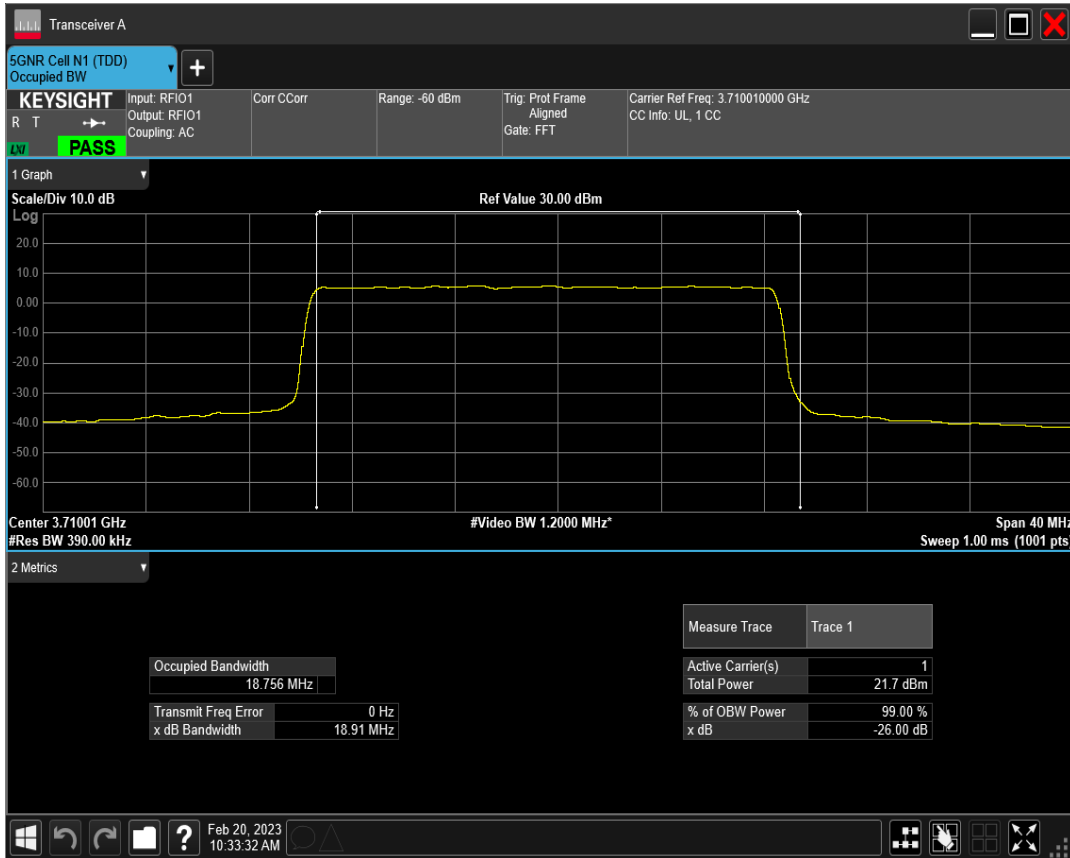 Transceiver A
5GNR Cell N1 (TDD)
Occupied BW
+
KEYSIGHT
R T
LXI
PASS
Input: RFIO1
Output: RFIO1
Coupling: AC
Corr CCorr
Range: -60 dBm
Trig: Prot Frame
Aligned
Gate: FFT
Carrier Ref Freq: 3.710010000 GHz
CC Info: UL, 1 CC
1 Graph
Scale/Div 10.0 dB
Ref Value 30.00 dBm
Log
20.0
10.0
0.00
-10.0
-20.0
-30.0
-40.0
-50.0
-60.0
Center 3.71001 GHz
#Video BW 1.2000 MHz*
Span 40 MHz
#Res BW 390.00 kHz
Sweep 1.00 ms (1001 pts)
2 Metrics
Measure Trace Trace 1
Occupied Bandwidth
18.756 MHz
Active Carrier(s) 1
Total Power 21.7 dBm
Transmit Freq Error 0 Hz
x dB Bandwidth 18.91 MHz
% of OBW Power 99.00 %
x dB -26.00 dB
?
Feb 20, 2023
10:33:32 AM